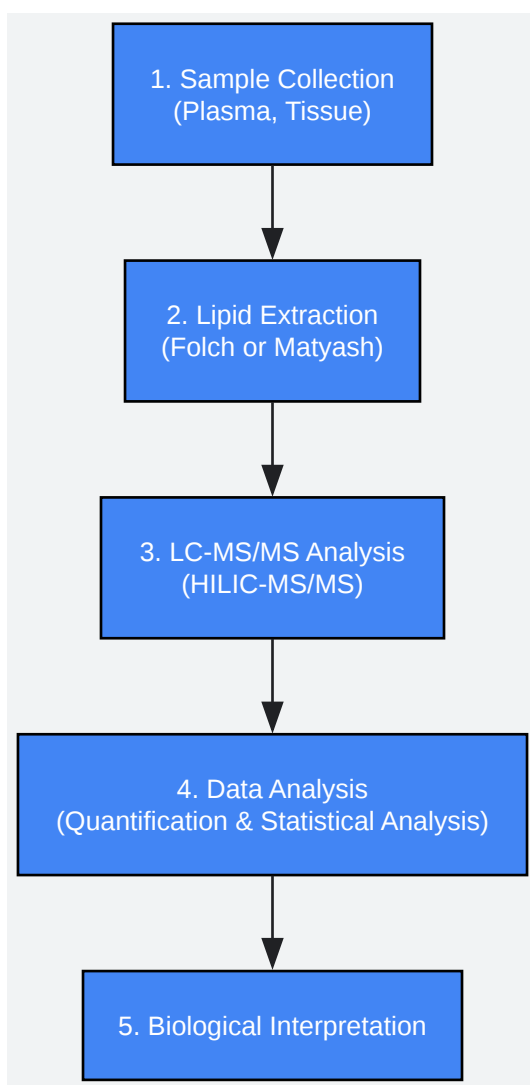 1. Sample Collection
(Plasma, Tissue)
2. Lipid Extraction
(Folch or Matyash)
3. LC-MS/MS Analysis
(HILIC-MS/MS)
4. Data Analysis
(Quantification & Statistical Analysis)
5. Biological Interpretation